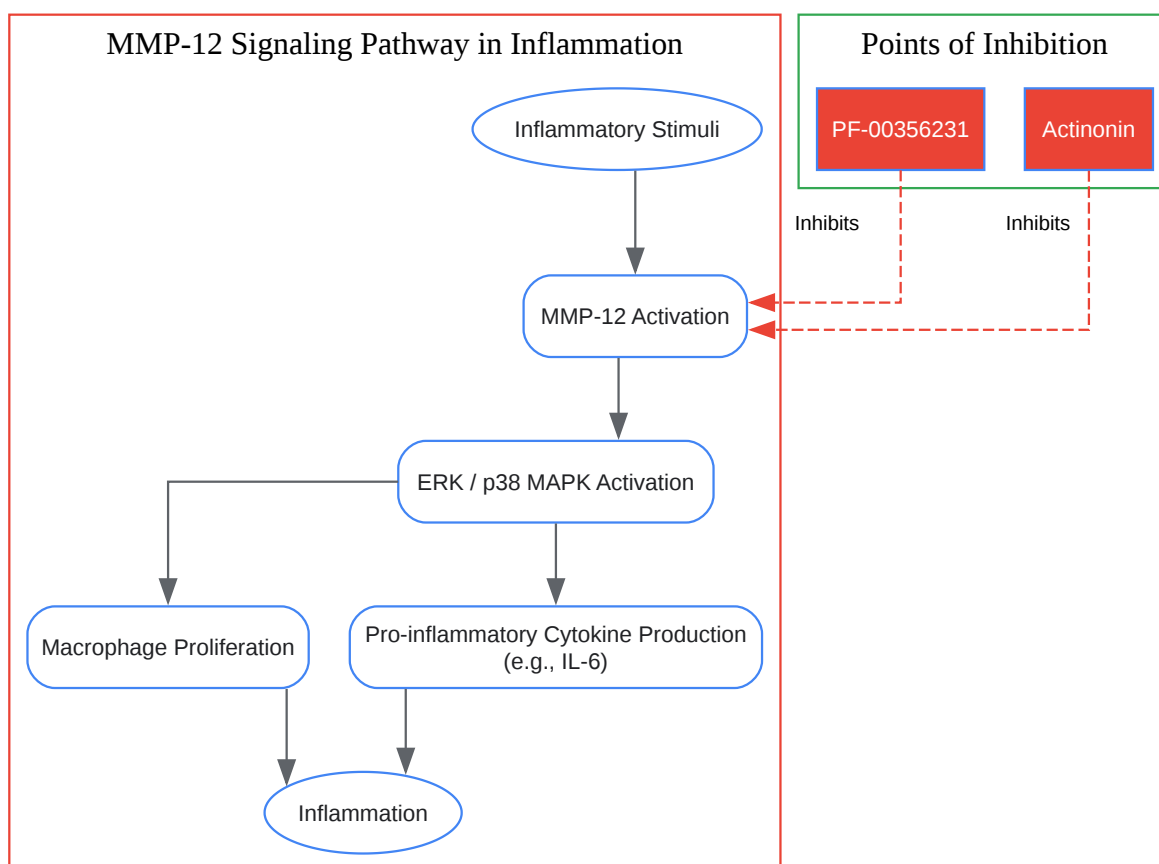 MMP-12 Signaling Pathway in Inflammation
Points of Inhibition
Inflammatory Stimuli
PF-00356231
Actinonin
Inhibits
Inhibits
MMP-12 Activation
ERK / p38 MAPK Activation
Macrophage Proliferation
Pro-inflammatory Cytokine Production
(e.g., IL-6)
Inflammation